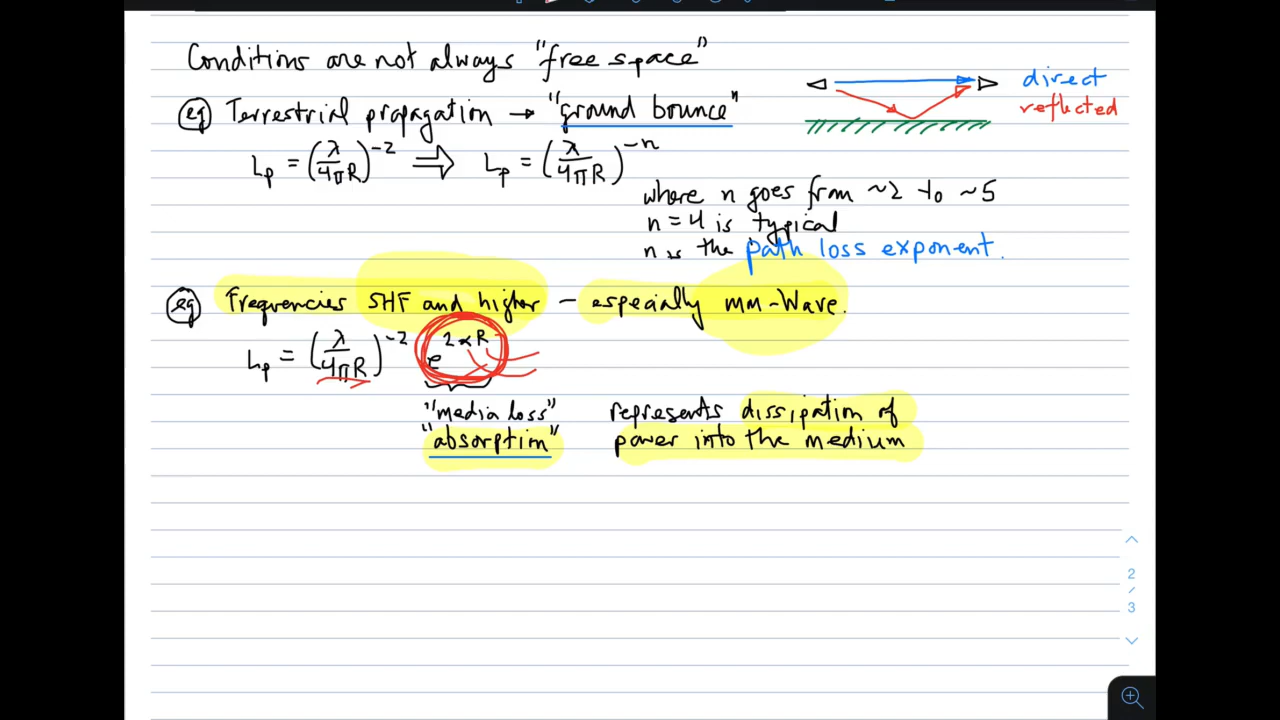 Conditions are not always "free space"
eg Terrestrial propagation → "ground bounce"
direct
reflected
Lp = (λ/4πR)^-2 ⇒ Lp = (λ/4πR)^-n
where n goes from ~2 to ~5
n = 4 is typical
n is the path loss exponent.
eg Frequencies SHF and higher – especially mm-Wave.
Lp = (λ/4πR)^-2 e^2αR
"media loss" represents dissipation of
"absorption" power into the medium
2
/
3